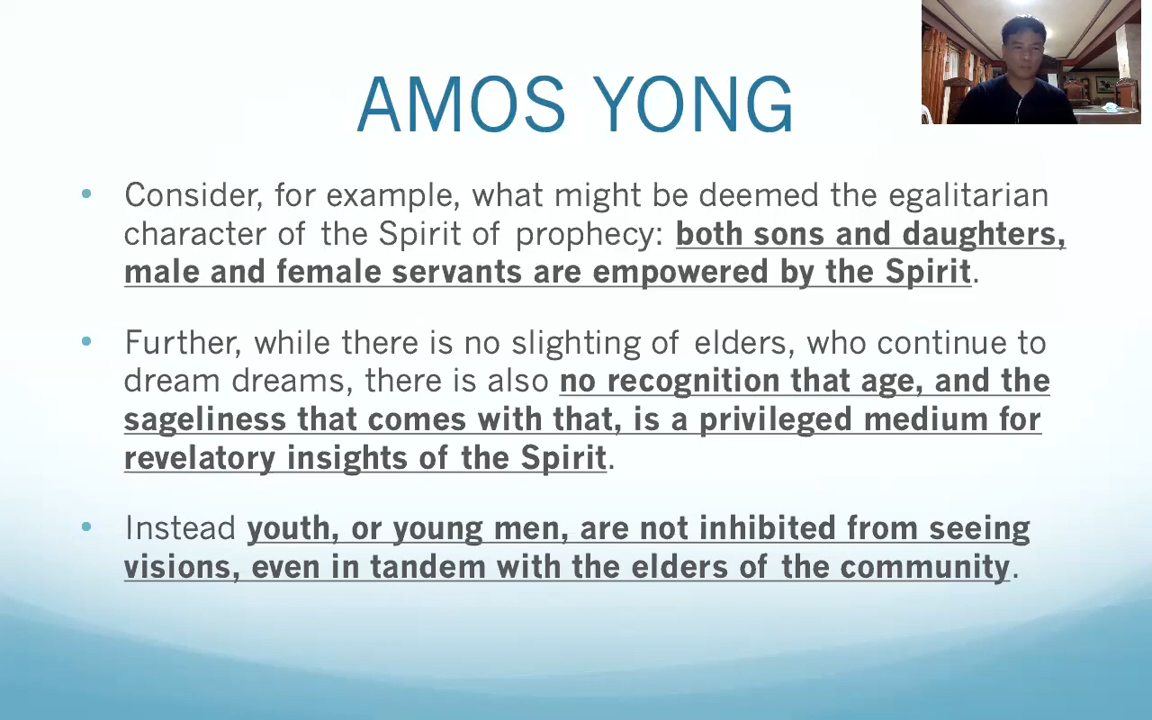 AMOS YONG
• Consider, for example, what might be deemed the egalitarian
character of the Spirit of prophecy: both sons and daughters,
male and female servants are empowered by the Spirit.
• Further, while there is no slighting of elders, who continue to
dream dreams, there is also no recognition that age, and the
sageliness that comes with that, is a privileged medium for
revelatory insights of the Spirit.
• Instead youth, or young men, are not inhibited from seeing
visions, even in tandem with the elders of the community.